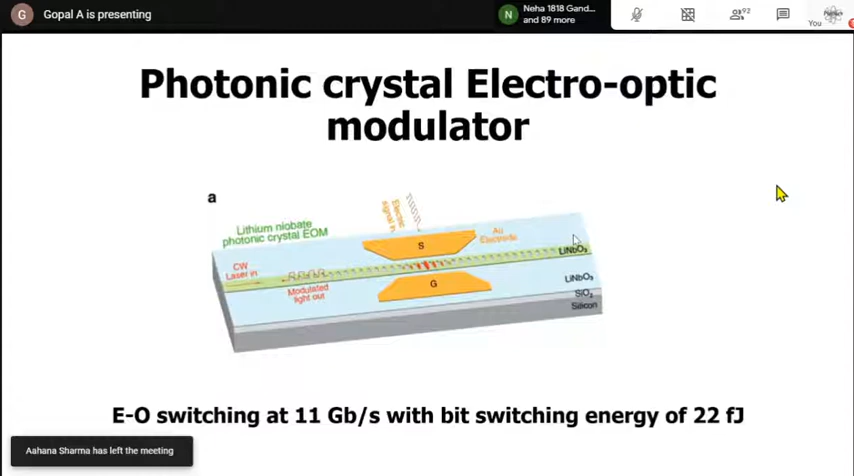 G Gopal A is presenting
N Neha 1818 Gand...
and 89 more
92
You
Photonic crystal Electro-optic
modulator
a
Lithium niobate
photonic crystal EOM
Electric
signal in
S
Au
Electrode
CW
Laser in
Modulated
light out
G
LiNbO₃
LiNbO₃
SiO₂
Silicon
E-O switching at 11 Gb/s with bit switching energy of 22 fJ
Aahana Sharma has left the meeting